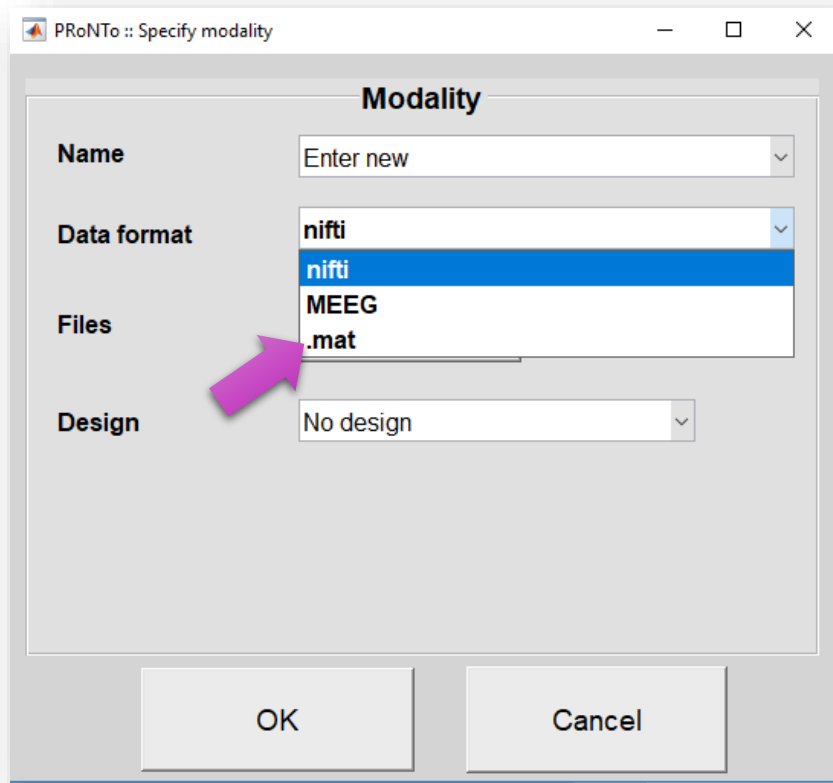 PRoNTo :: Specify modality
Modality
Name
Enter new
Data format
nifti
nifti
MEEG
Files
.mat
Design
No design
OK
Cancel